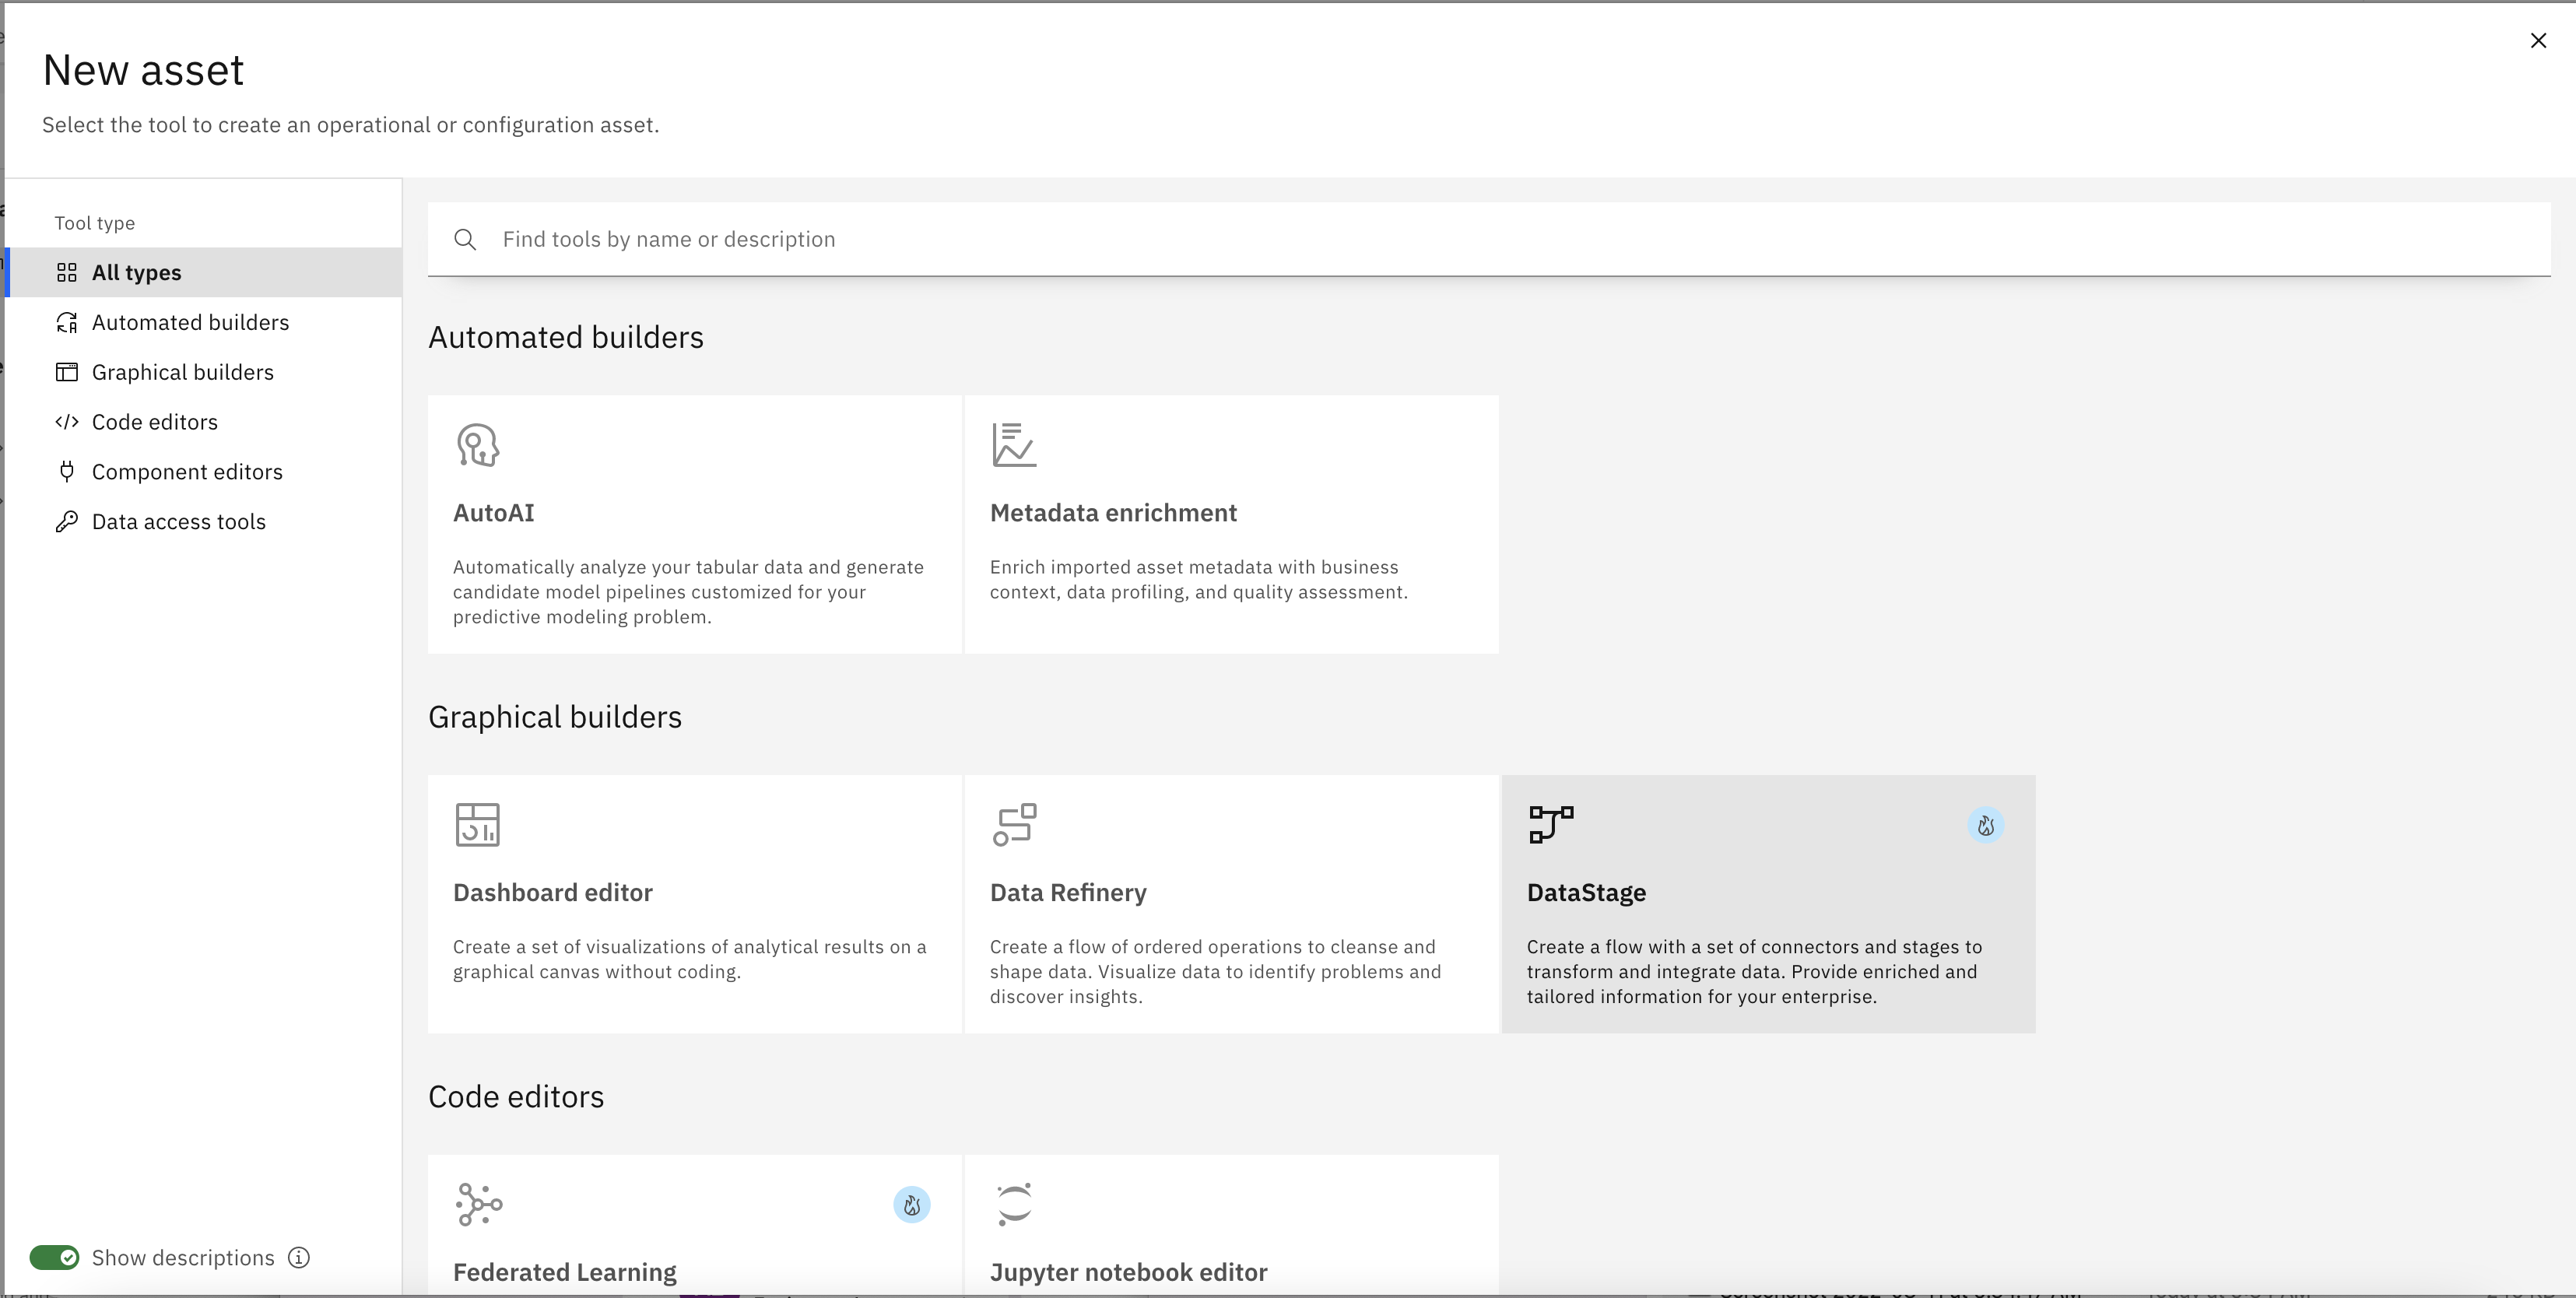 New asset
Select the tool to create an operational or configuration asset.
Tool type
All types
Automated builders
Graphical builders
Code editors
Component editors
Data access tools
Show descriptions
Find tools by name or description
Automated builders
AutoAI
Automatically analyze your tabular data and generate
candidate model pipelines customized for your
predictive modeling problem.
Metadata enrichment
Enrich imported asset metadata with business
context, data profiling, and quality assessment.
Graphical builders
Dashboard editor
Create a set of visualizations of analytical results on a
graphical canvas without coding.
Data Refinery
Create a flow of ordered operations to cleanse and
shape data. Visualize data to identify problems and
discover insights.
DataStage
Create a flow with a set of connectors and stages to
transform and integrate data. Provide enriched and
tailored information for your enterprise.
Code editors
Federated Learning
Jupyter notebook editor